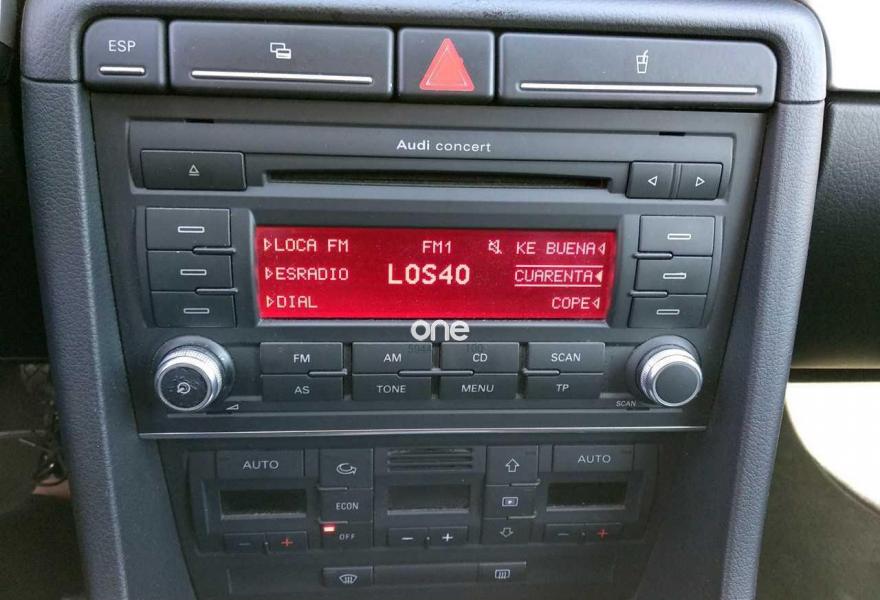 ESP
Audi concert
LOCA FM FM1 KE BUENA
ESRADIO LOS40 CUARENTA
DIAL COPE
one
FM AM CD SCAN
AS TONE MENU TP
SCAN
AUTO AUTO
ECON
OFF